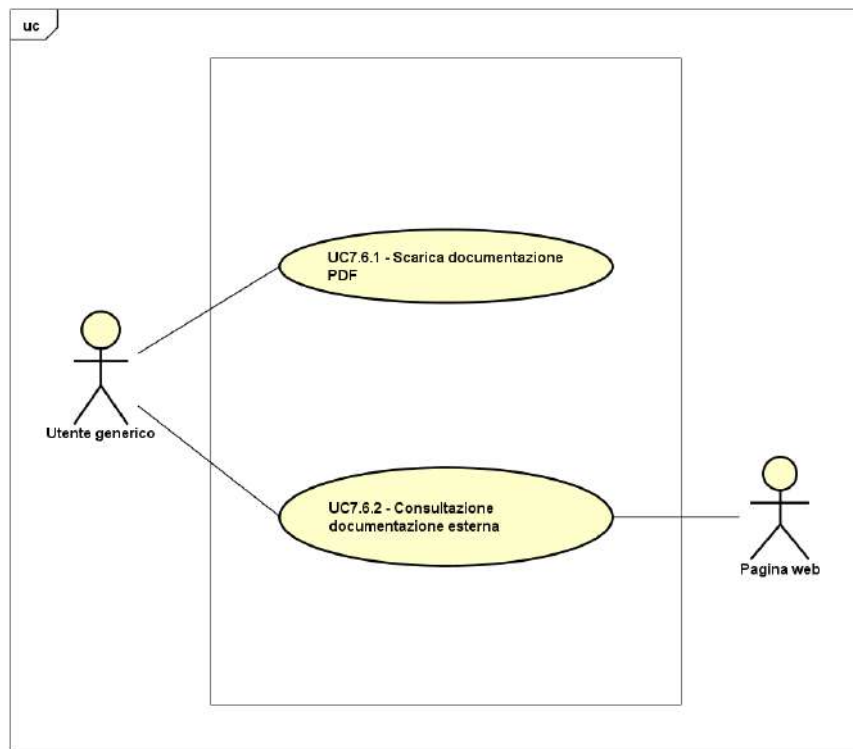 uc
UC7.6.1 - Scarica documentazione
PDF
Utente generico
UC7.6.2 - Consultazione
documentazione esterna
Pagina web